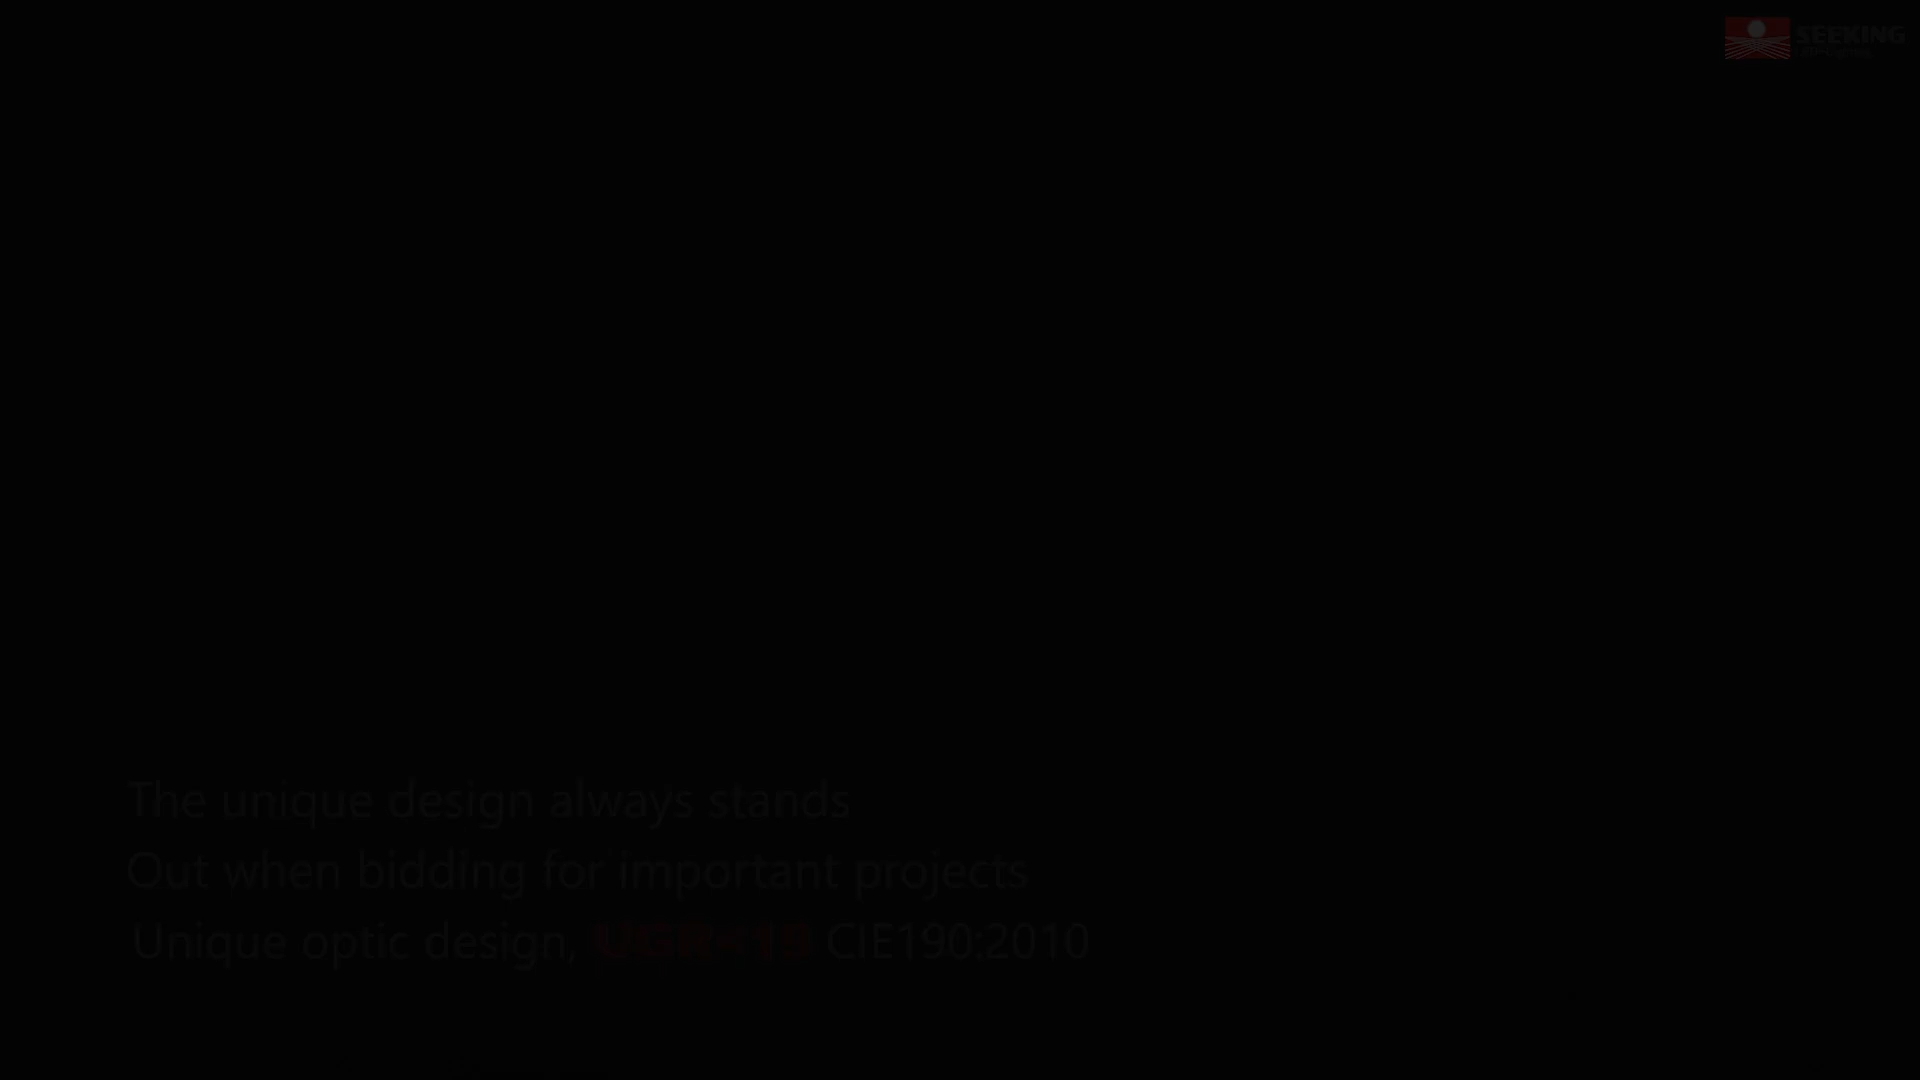 SEEKING
The unique design always stands
Out when bidding for important projects
Unique optic design, UGR<19 CIE190:2010